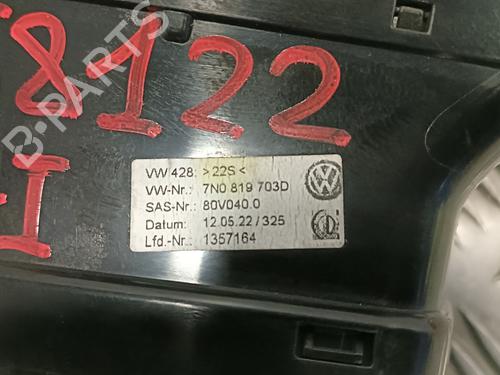 8122
B-PARTS
I
VW 428: >22S<
VW-Nr.: 7N0 819 703D
SAS-Nr.: 80V040.0
Datum: 12.05.22 / 325
Lfd.-Nr.: 1357164